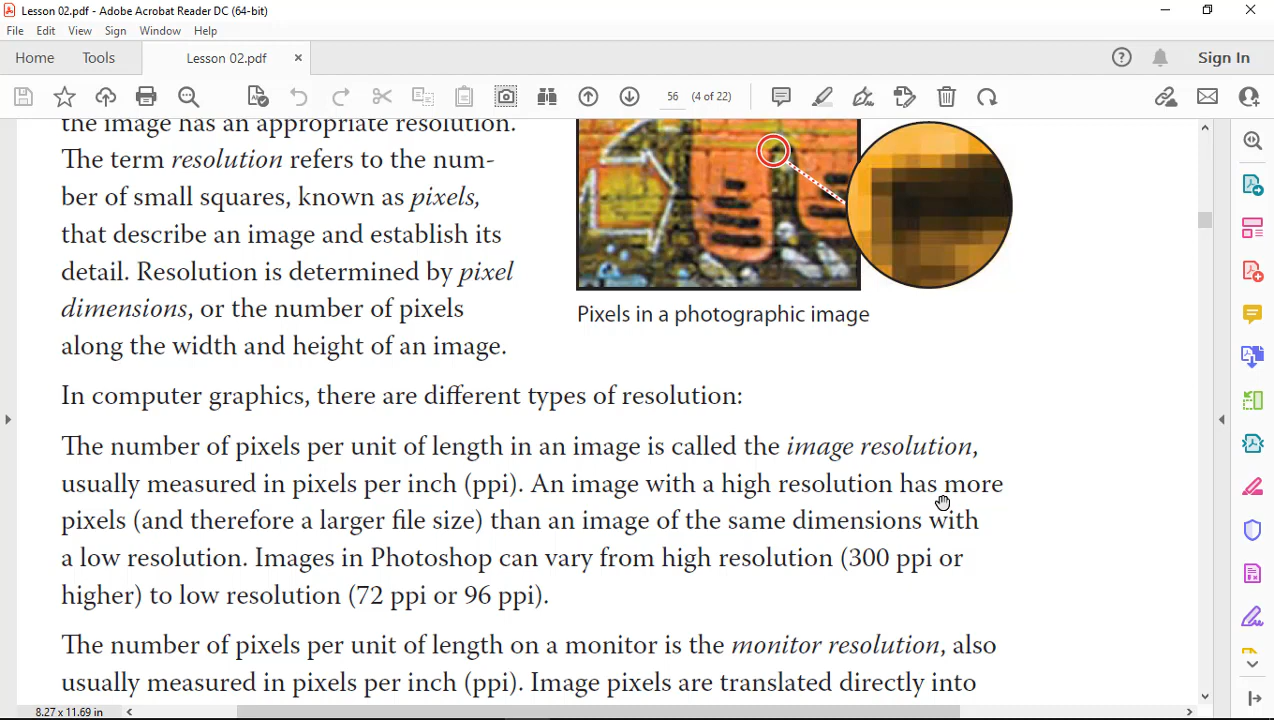 Lesson 02.pdf - Adobe Acrobat Reader DC (64-bit)
File Edit View Sign Window Help
Home Tools Lesson 02.pdf × Sign In
56 (4 of 22)
the image has an appropriate resolution.
The term resolution refers to the num-
ber of small squares, known as pixels,
that describe an image and establish its
detail. Resolution is determined by pixel
dimensions, or the number of pixels
along the width and height of an image.
Pixels in a photographic image
In computer graphics, there are different types of resolution:
The number of pixels per unit of length in an image is called the image resolution,
usually measured in pixels per inch (ppi). An image with a high resolution has more
pixels (and therefore a larger file size) than an image of the same dimensions with
a low resolution. Images in Photoshop can vary from high resolution (300 ppi or
higher) to low resolution (72 ppi or 96 ppi).
The number of pixels per unit of length on a monitor is the monitor resolution, also
usually measured in pixels per inch (ppi). Image pixels are translated directly into
8.27 x 11.69 in